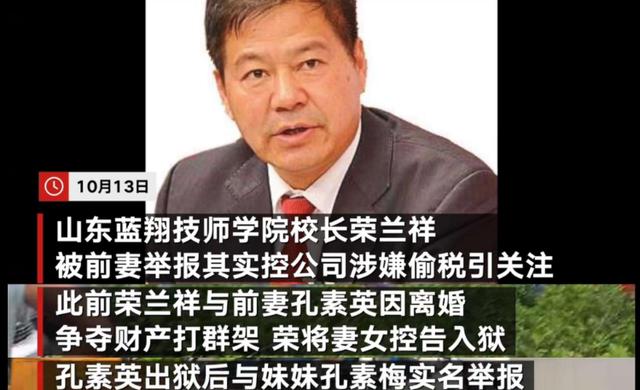 10月13日
山东蓝翔技师学院校长荣兰祥
被前妻举报其实控公司涉嫌偷税引关注
此前荣兰祥与前妻孔素英因离婚
争夺财产打群架 荣将妻女控告入狱
孔素英出狱后与妹妹孔素梅实名举报